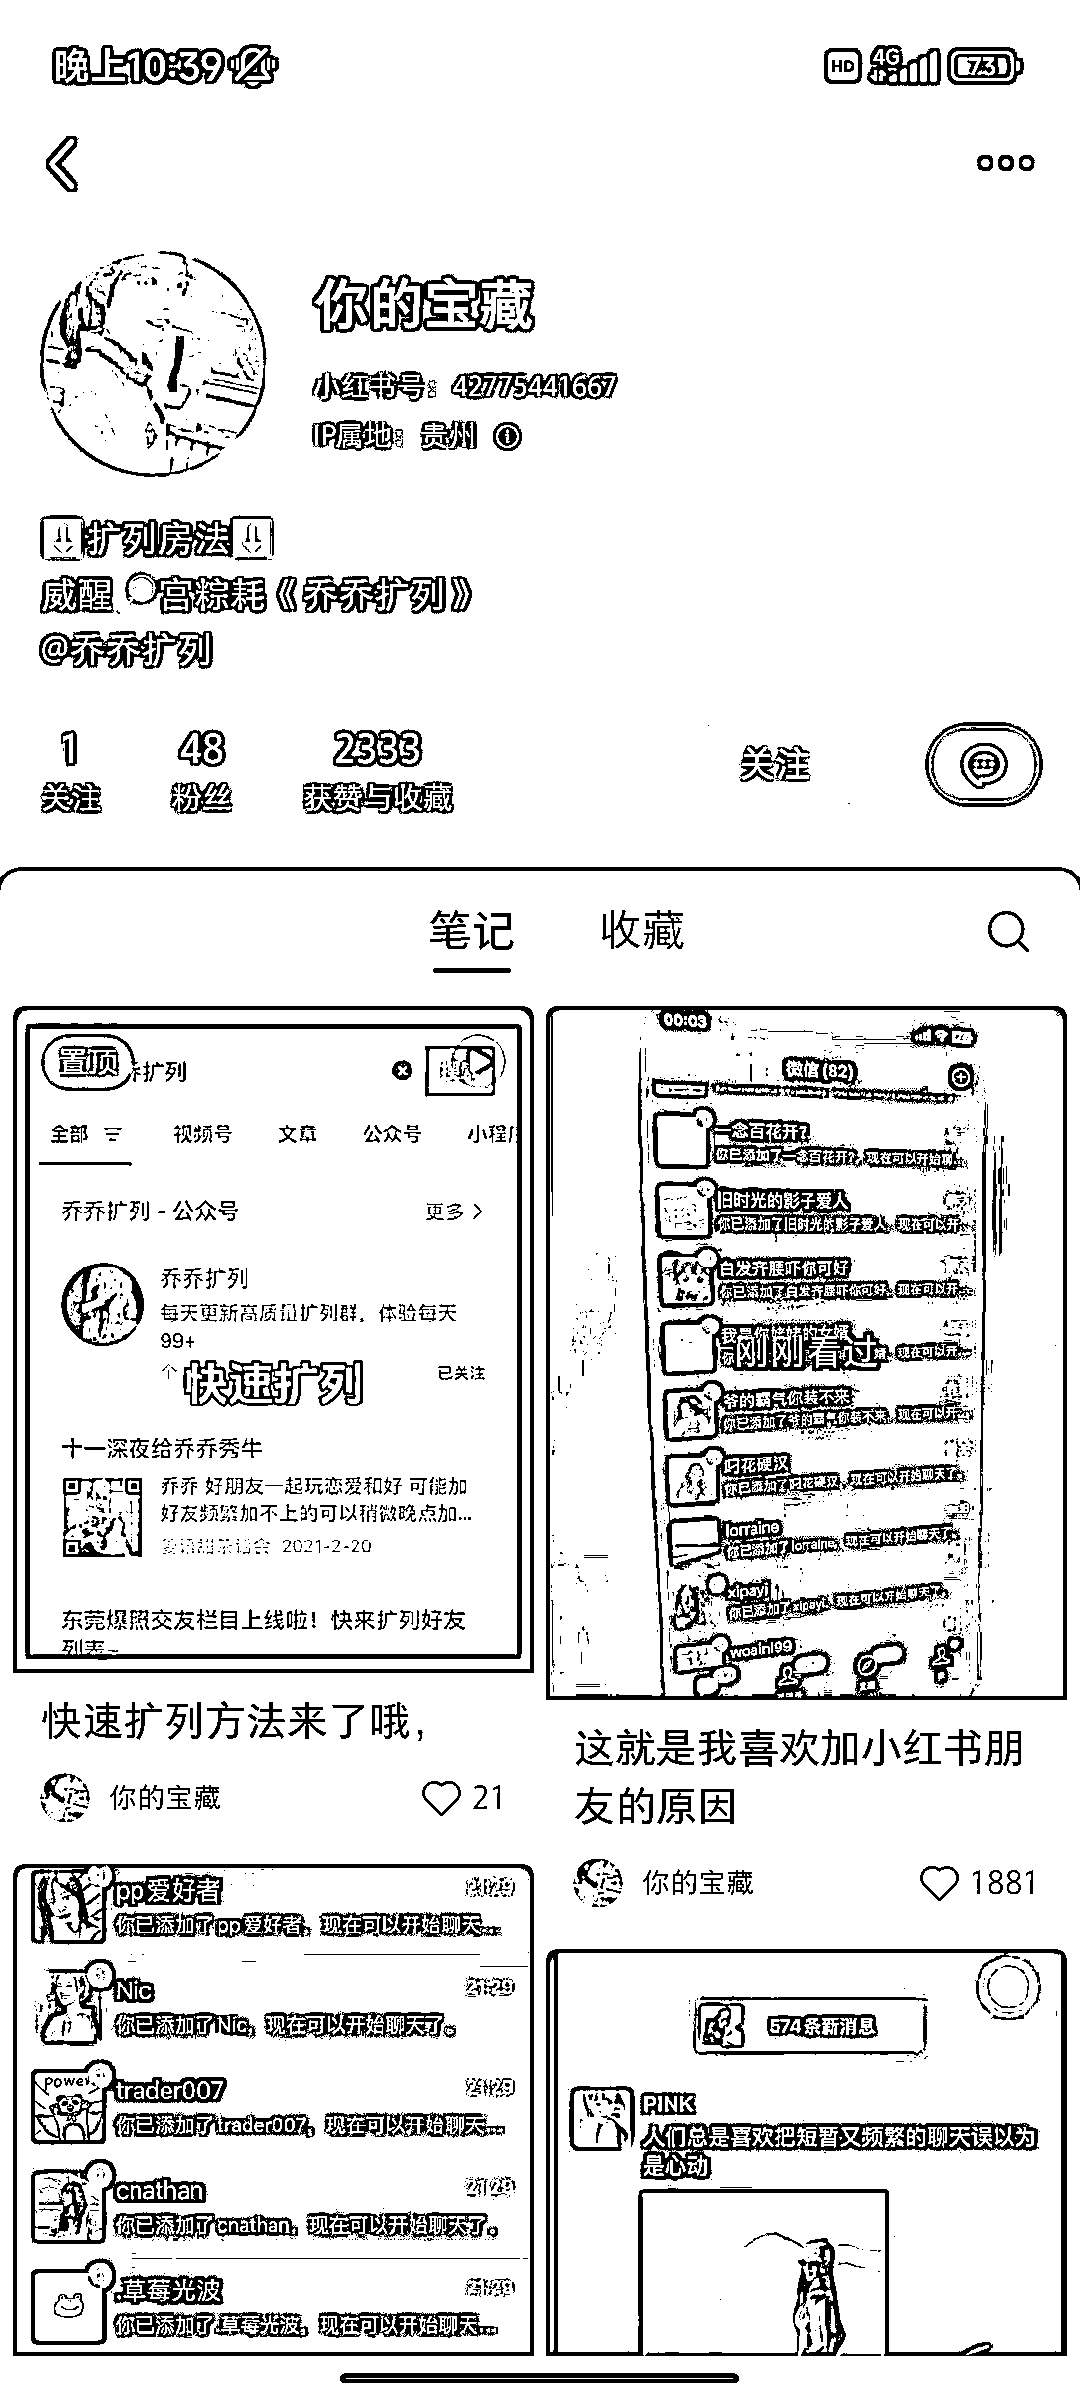 晚上10:39
HD 4G 73
你的宝藏
小红书号：42775441667
IP属地：贵州
扩列房法
威醒 宫粽耗《乔乔扩列》
@乔乔扩列
1 48 2333
关注 粉丝 获赞与收藏
关注
笔记 收藏
置顶
扩列
全部 视频号 文章 公众号 小程
乔乔扩列 - 公众号 更多
乔乔扩列
每天更新高质量扩列群，体验每天
99+
快速扩列
已关注
十一深夜给乔乔秀牛
乔乔 好朋友一起玩恋爱和好 可能加
好友频繁加不上的可以稍微晚点加...
2021-2-20
东莞爆照交友栏目上线啦！快来扩列好友
快速扩列方法来了哦，
你的宝藏 21
00:03
微信(82)
一念百花开?
你已添加了一念百花开?，现在可以开始聊...
旧时光的影子爱人
你已添加了旧时光的影子爱人，现在可以开...
白发齐腰吓你可好
你已添加了白发齐腰吓你可好，现在可以开...
刚刚看过
爷的霸气你装不来
你已添加了爷的霸气你装不来，现在可以开...
叼花硬汉
你已添加了叼花硬汉，现在可以开始聊天了。
lorraine
你已添加了lorraine，现在可以开始聊天了。
xipayi
你已添加了xipayi，现在可以开始聊天了。
woaini99
这就是我喜欢加小红书朋
友的原因
你的宝藏 1881
pp爱好者
你已添加了pp爱好者，现在可以开始聊天...
Nic 21:29
你已添加了Nic，现在可以开始聊天了。
trader007 21:29
你已添加了trader007，现在可以开始聊天...
cnathan 21:29
你已添加了cnathan，现在可以开始聊天了。
.草莓光波 21:29
你已添加了.草莓光波，现在可以开始聊天...
574条新消息
PINK
人们总是喜欢把短暂又频繁的聊天误以为
是心动